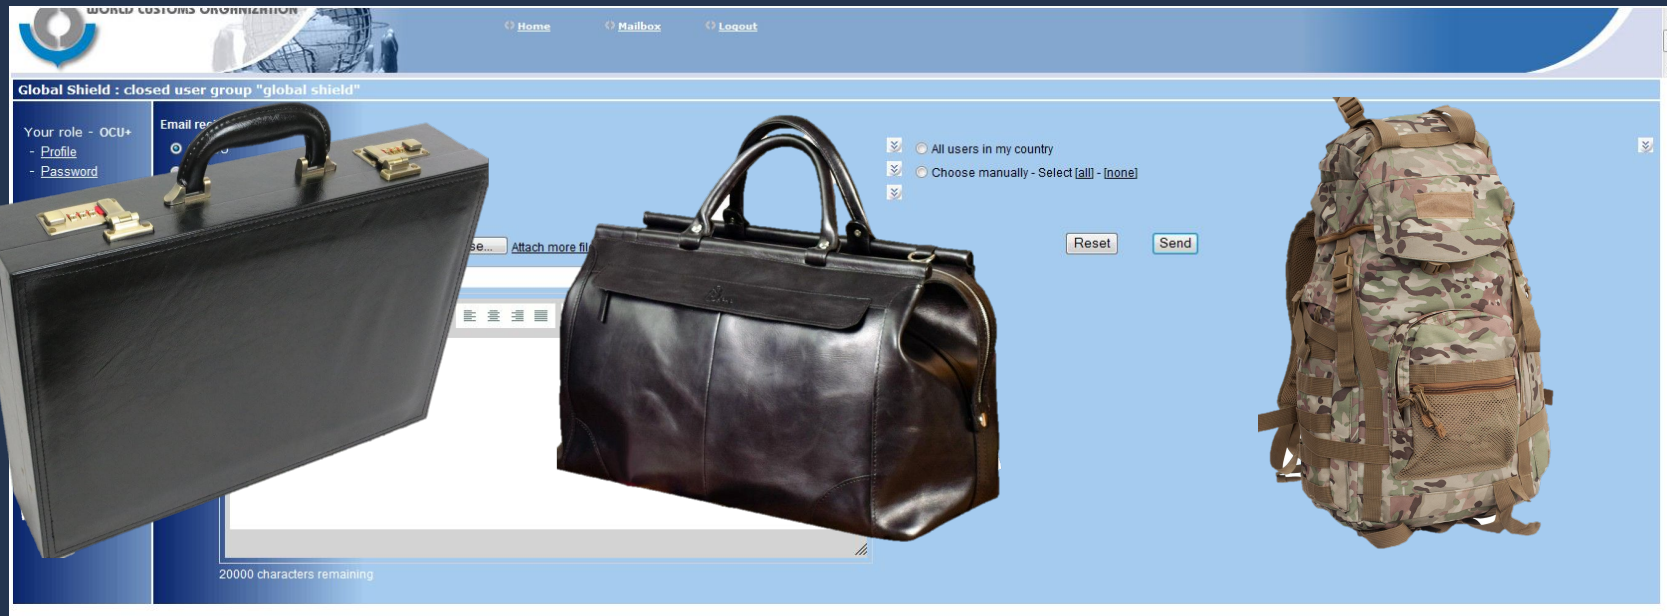 WORLD CUSTOMS ORGANIZATION
Home Mailbox Logout
Global Shield : closed user group "global shield"
Your role - OCU+
- Profile
- Password
Email
All users in my country
Choose manually - Select [all] - [none]
Attach more
Reset Send
20000 characters remaining